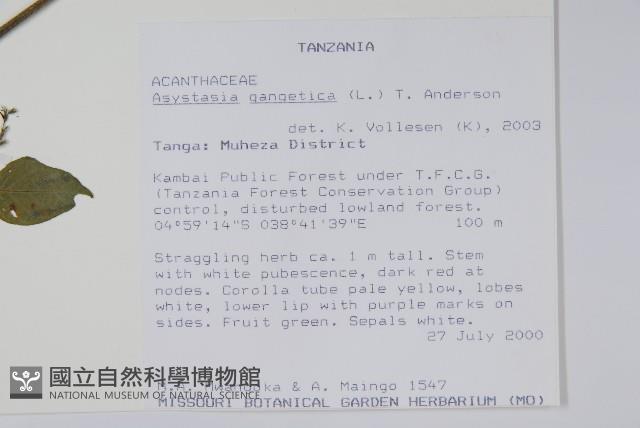 TANZANIA
ACANTHACEAE
Asystasia gangetica (L.) T. Anderson
det. K. Vollesen (K), 2003
Tanga: Muheza District
Kambai Public Forest under T.F.C.G.
(Tanzania Forest Conservation Group)
control, disturbed lowland forest.
04°59'14"S 038°41'39"E 100 m
Straggling herb ca. 1 m tall. Stem
with white pubescence, dark red at
nodes. Corolla tube pale yellow, lobes
white, lower lip with purple marks on
sides. Fruit green. Sepals white.
27 July 2000
& A. Maingo 1547
MISSOURI BOTANICAL GARDEN HERBARIUM (MO)
國立自然科學博物館
NATIONAL MUSEUM OF NATURAL SCIENCE